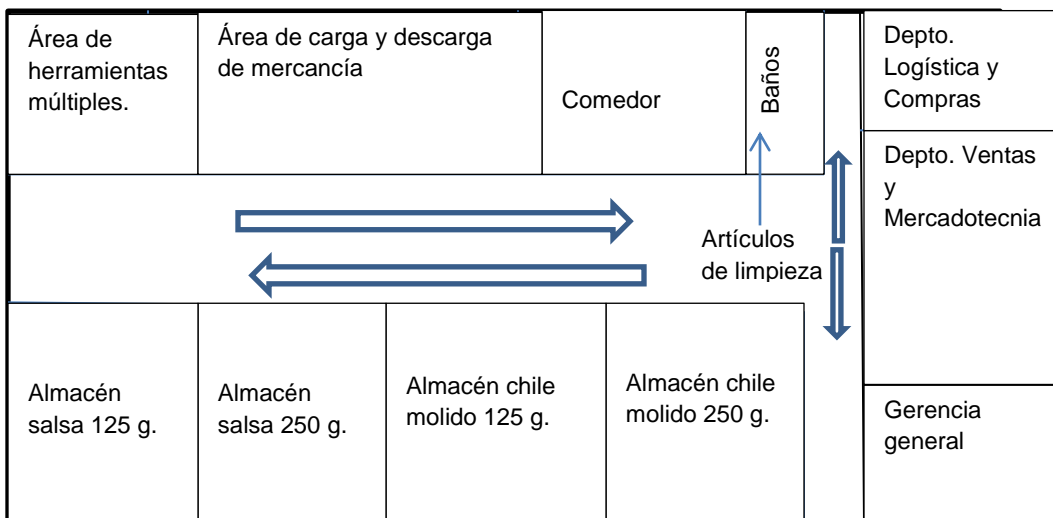 Área de
herramientas
múltiples.
Área de carga y descarga
de mercancía
Comedor
Baños
Depto.
Logística y
Compras
Depto. Ventas
y
Mercadotecnia
Artículos
de limpieza
Almacén
salsa 125 g.
Almacén
salsa 250 g.
Almacén chile
molido 125 g.
Almacén chile
molido 250 g.
Gerencia
general